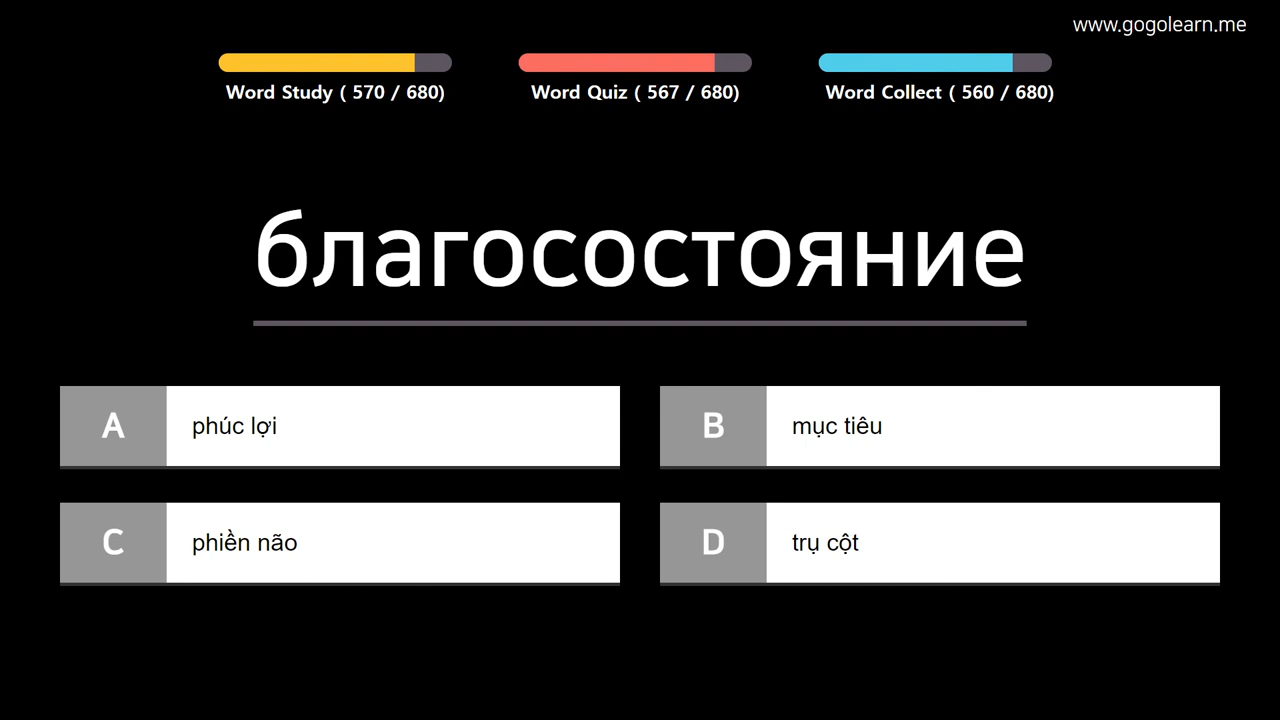 www.gogolearn.me
Word Study ( 570 / 680)
Word Quiz ( 567 / 680)
Word Collect ( 560 / 680)
благосостояние
A phúc lợi
B mục tiêu
C phiền não
D trụ cột